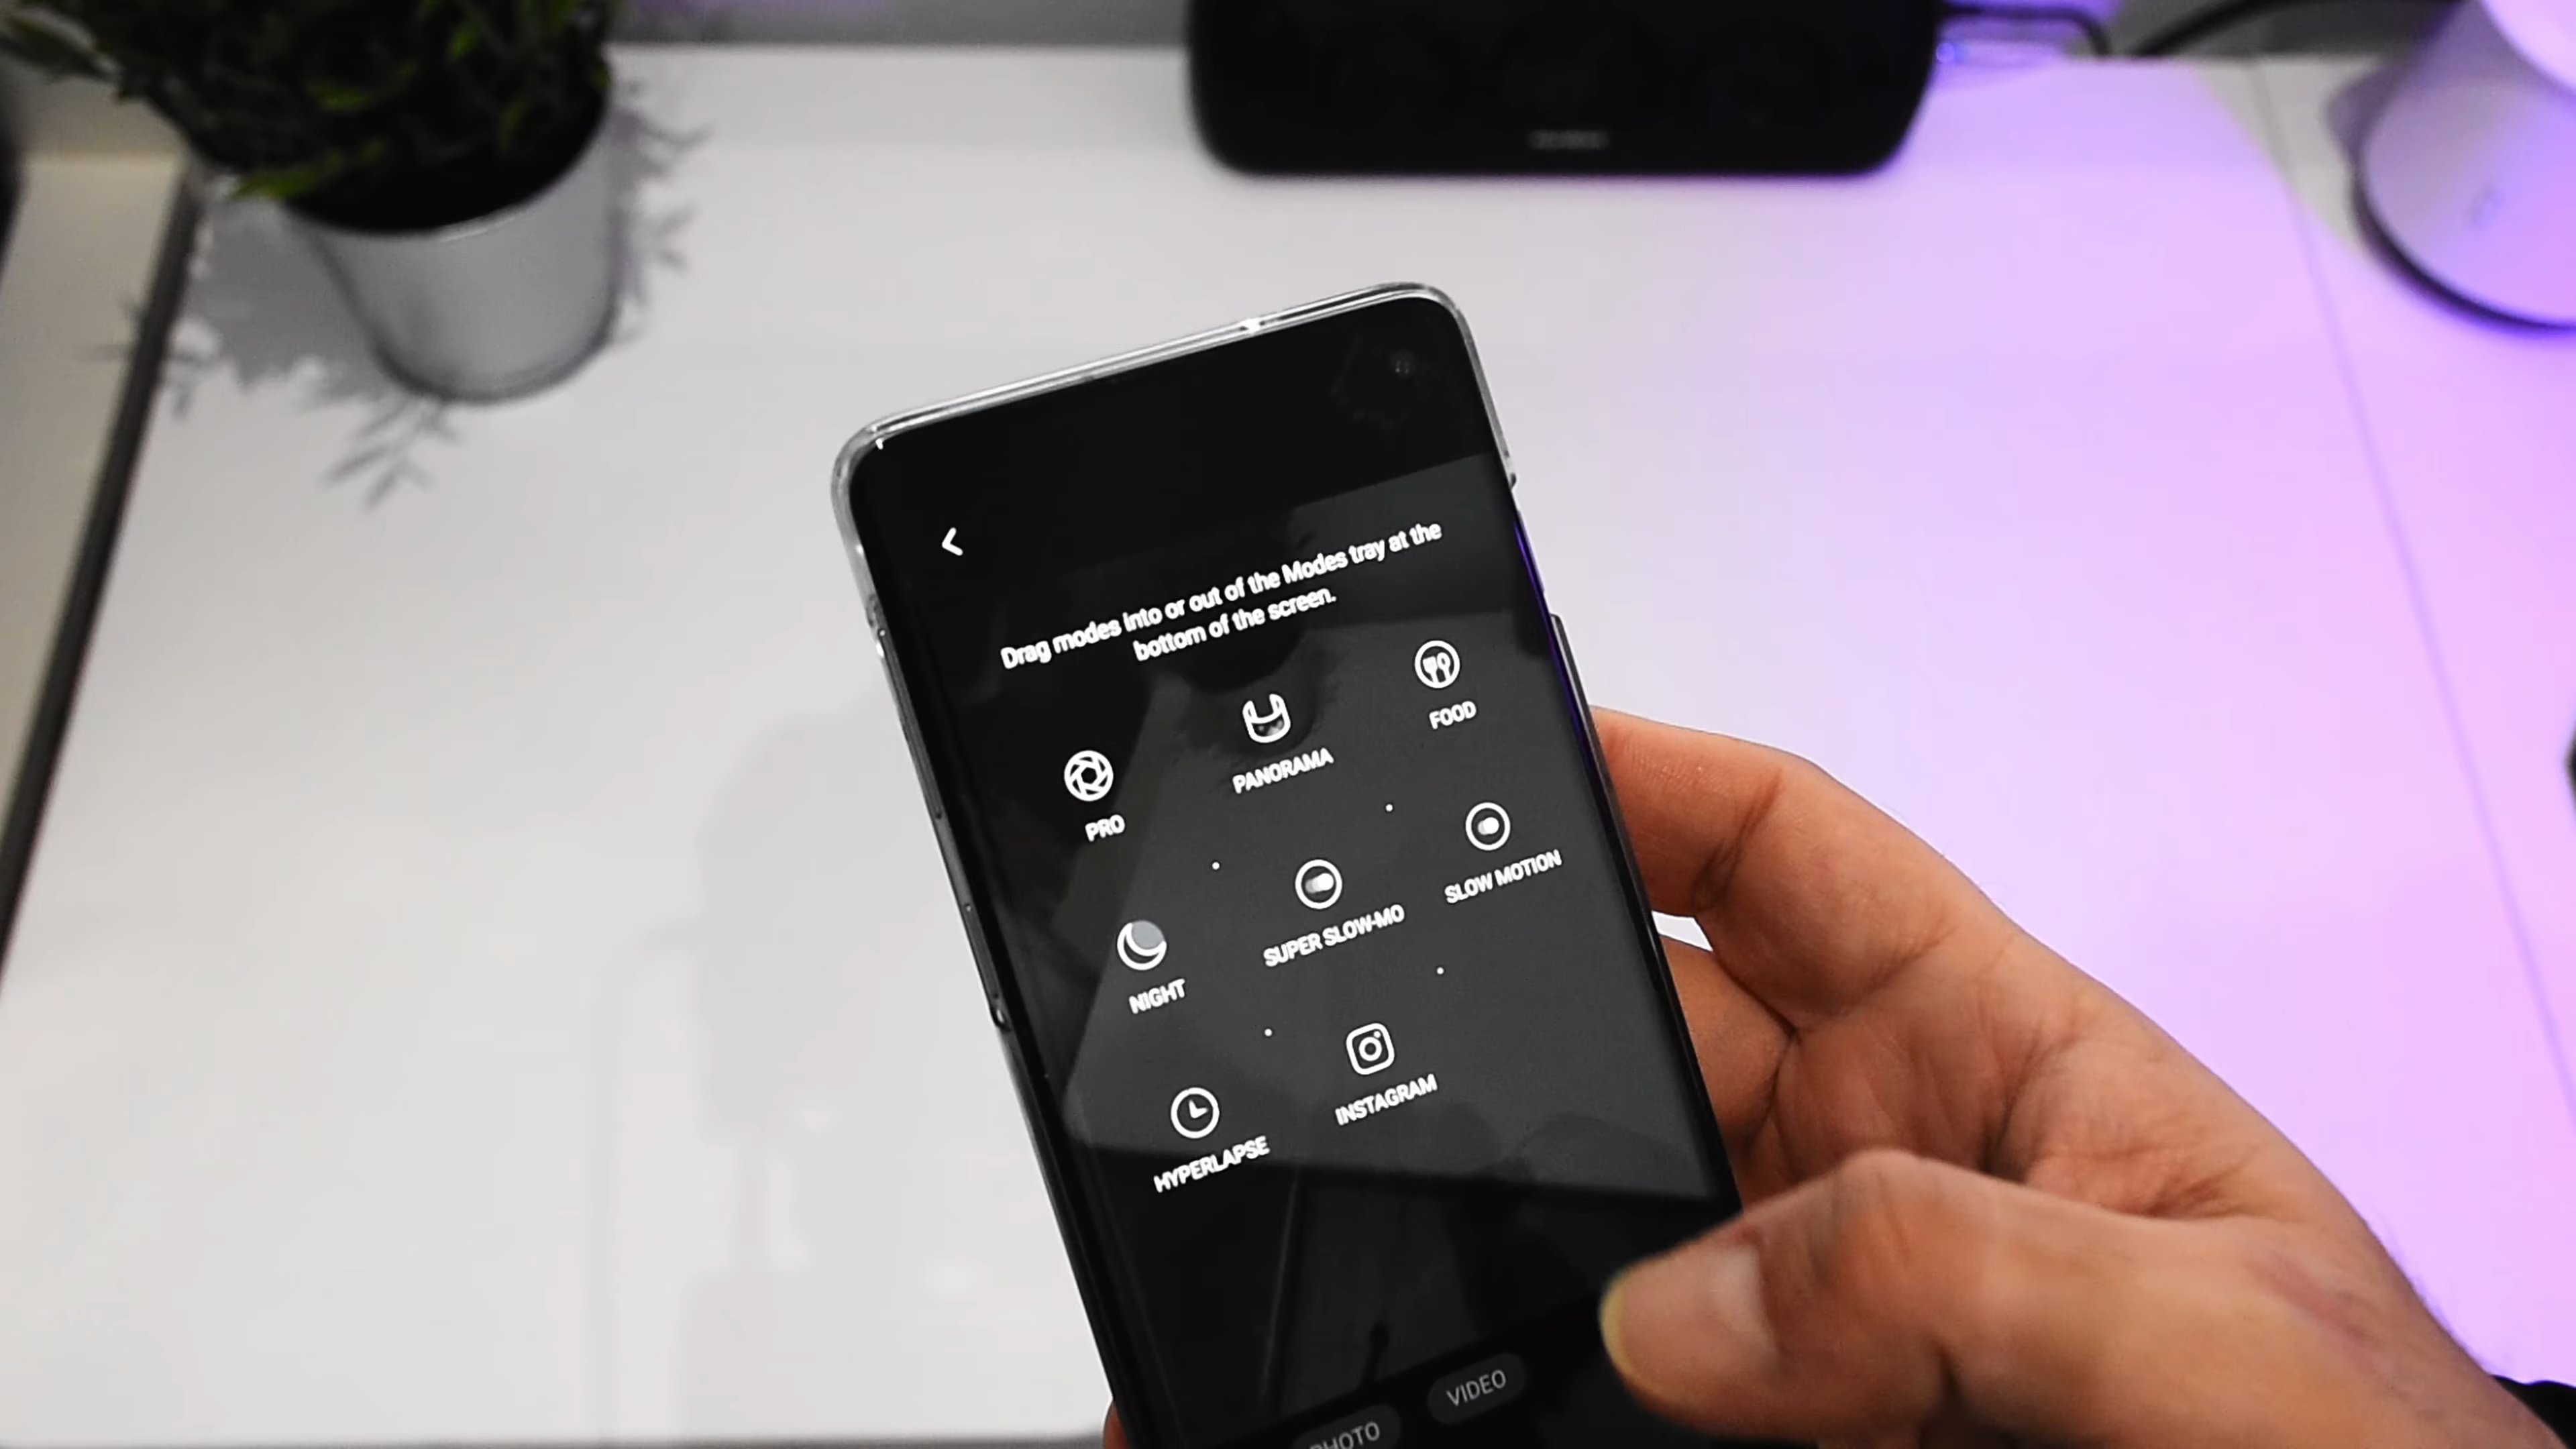 Drag modes into or out of the Modes tray at the
bottom of the screen.
PRO
PANORAMA
FOOD
NIGHT
SUPER SLOW-MO
SLOW MOTION
HYPERLAPSE
INSTAGRAM
PHOTO
VIDEO